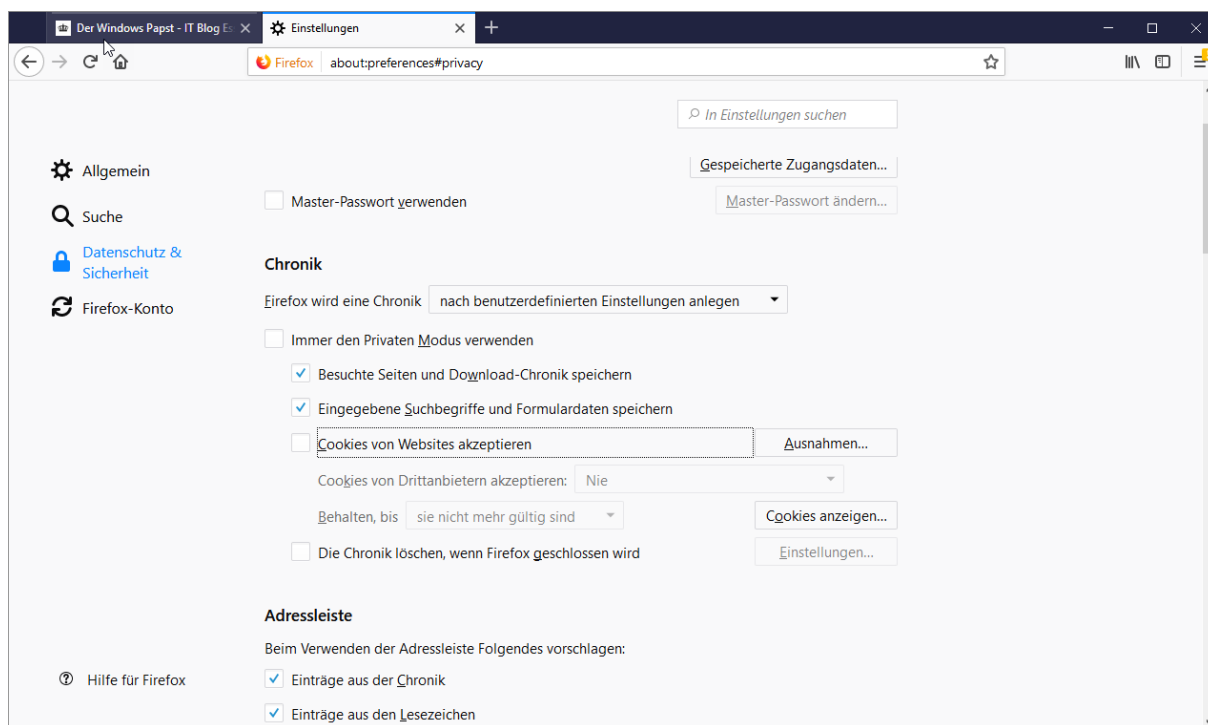 Der Windows Papst - IT Blog Es
Einstellungen
Firefox
about:preferences#privacy
In Einstellungen suchen
Gespeicherte Zugangsdaten...
Allgemein
Master-Passwort verwenden
Master-Passwort ändern...
Suche
Datenschutz &
Sicherheit
Chronik
Firefox wird eine Chronik
nach benutzerdefinierten Einstellungen anlegen
Firefox-Konto
Immer den Privaten Modus verwenden
Besuchte Seiten und Download-Chronik speichern
Eingegebene Suchbegriffe und Formulardaten speichern
Cookies von Websites akzeptieren
Ausnahmen...
Cookies von Drittanbietern akzeptieren:
Nie
Behalten, bis
sie nicht mehr gültig sind
Cookies anzeigen...
Die Chronik löschen, wenn Firefox geschlossen wird
Einstellungen...
Adressleiste
Beim Verwenden der Adressleiste Folgendes vorschlagen:
Hilfe für Firefox
Einträge aus der Chronik
Einträge aus den Lesezeichen